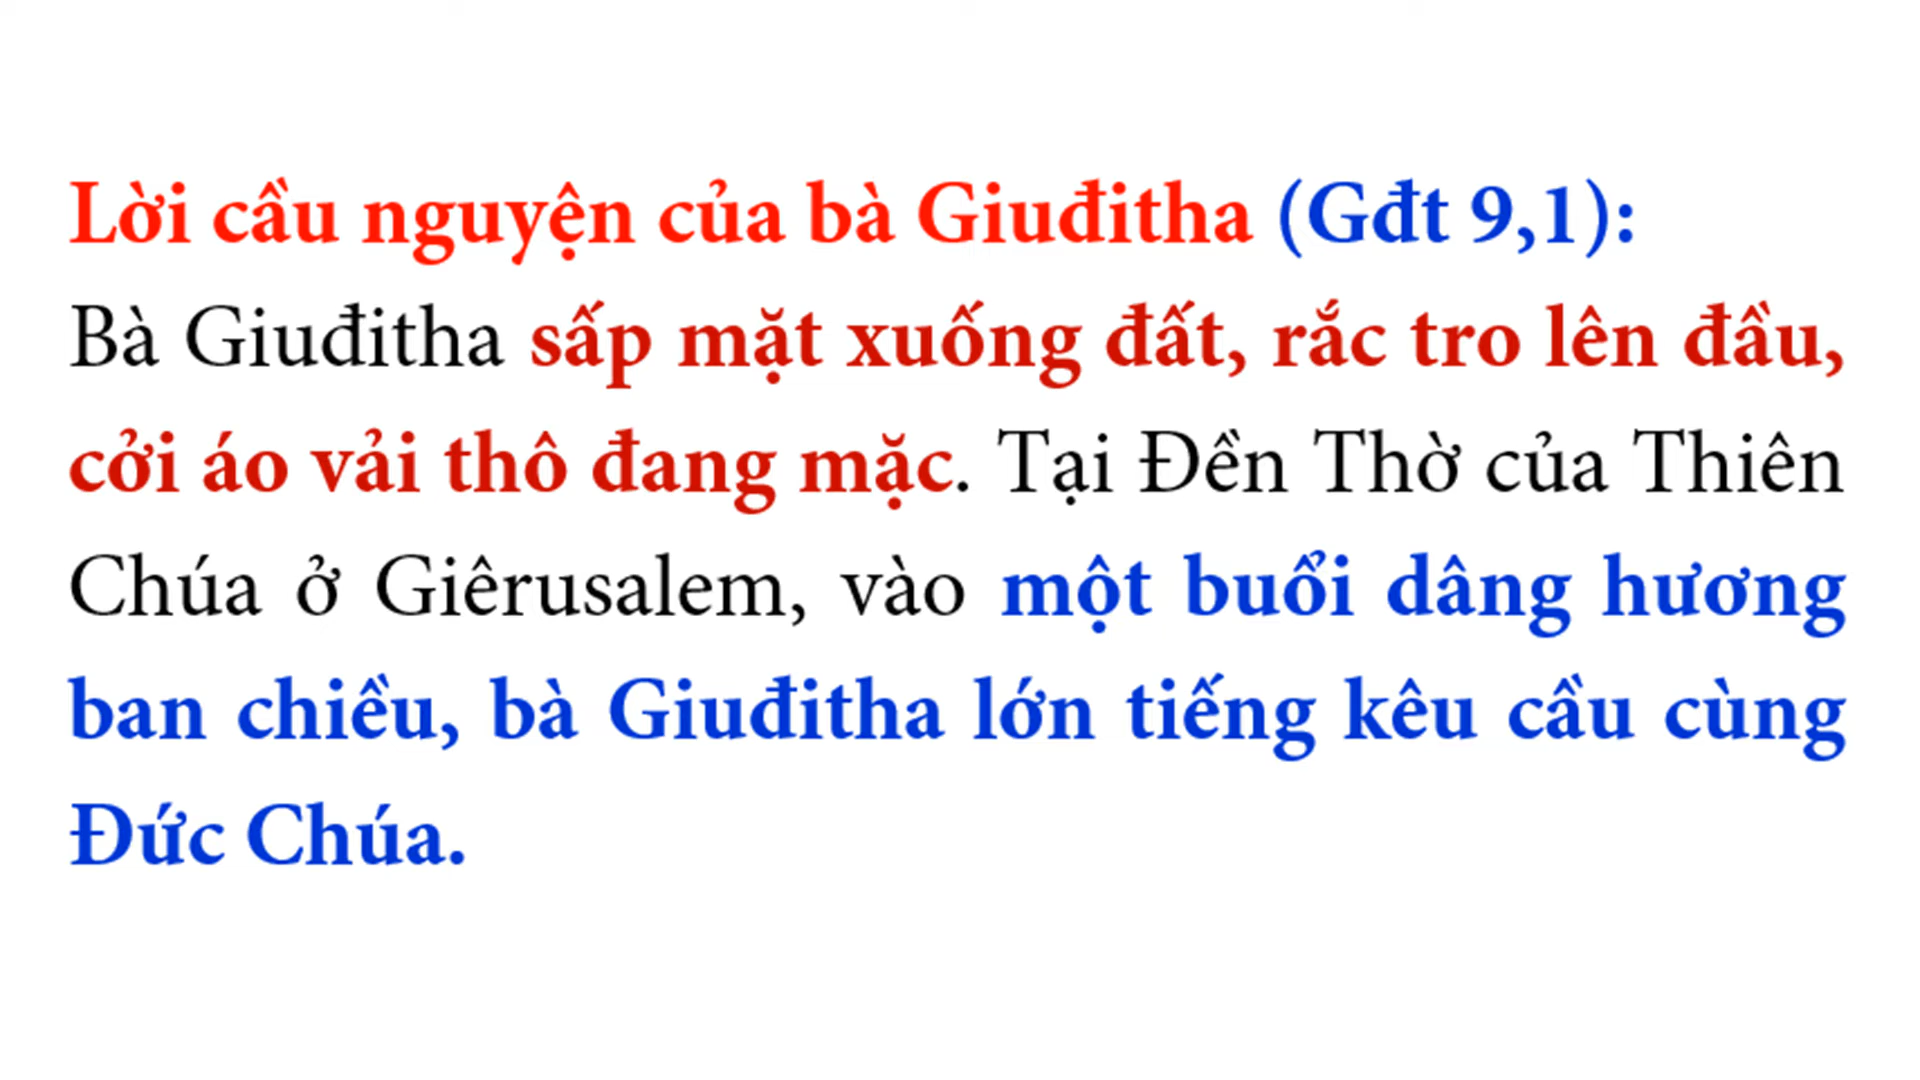 Lời cầu nguyện của bà Giuđitha (Gđt 9,1):
Bà Giuđitha sấp mặt xuống đất, rắc tro lên đầu,
cởi áo vải thô đang mặc. Tại Đền Thờ của Thiên
Chúa ở Giêrusalem, vào một buổi dâng hương
ban chiều, bà Giuđitha lớn tiếng kêu cầu cùng
Đức Chúa.